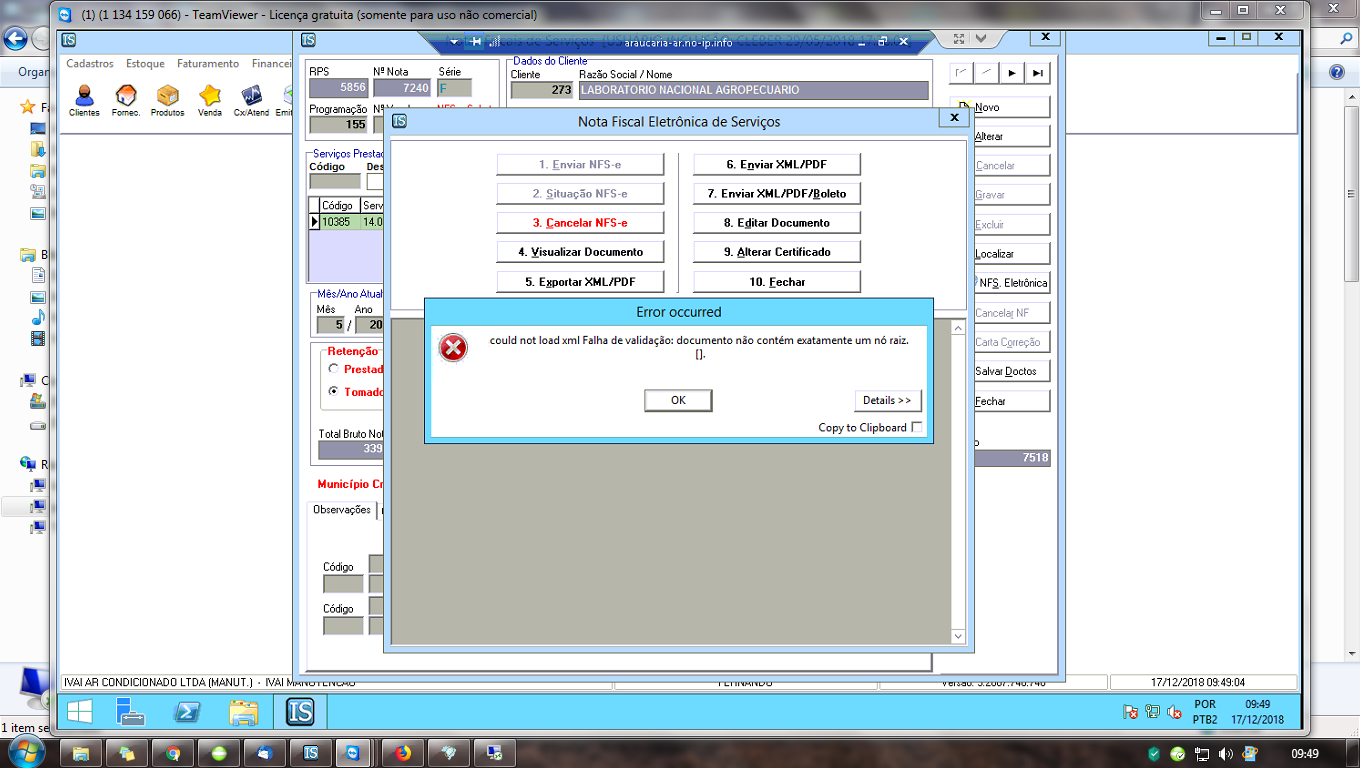 (1) (1 134 159 066) - TeamViewer - Licença gratuita (somente para uso não comercial)
araucaria-ar.no-ip.info
Organ
Cadastros Estoque Faturamento Financei
Clientes Fornec. Produtos Venda Cx/Atend Emit
RPS Nº Nota Série
5856 7240 F
Programação
155
Dados do Cliente
Cliente Razão Social / Nome
273 LABORATORIO NACIONAL AGROPECUARIO
Serviços Prestad
Código Des
Código Serv
10385 14.0
Mês/Ano Atual
Mês Ano
5 / 20
Retenção
Prestad
Tomado
Total Bruto Not
339
Município Cr
Observações
Código
Código
Nota Fiscal Eletrônica de Serviços
1. Enviar NFS-e
2. Situação NFS-e
3. Cancelar NFS-e
4. Visualizar Documento
5. Exportar XML/PDF
6. Enviar XML/PDF
7. Enviar XML/PDF/Boleto
8. Editar Documento
9. Alterar Certificado
10. Fechar
Error occurred
could not load xml Falha de validação: documento não contém exatamente um nó raiz.
[].
OK
Details >>
Copy to Clipboard
Novo
Alterar
Cancelar
Gravar
Excluir
Localizar
NFS. Eletrônica
Cancelar NF
Carta Correção
Salvar Doctos
Fechar
7518
IVAI AR CONDICIONADO LTDA (MANUT.) - IVAI MANUTENCAO
FERNANDO
17/12/2018 09:49:04
IS
POR
PTB2
09:49
17/12/2018
1 item se
09:49